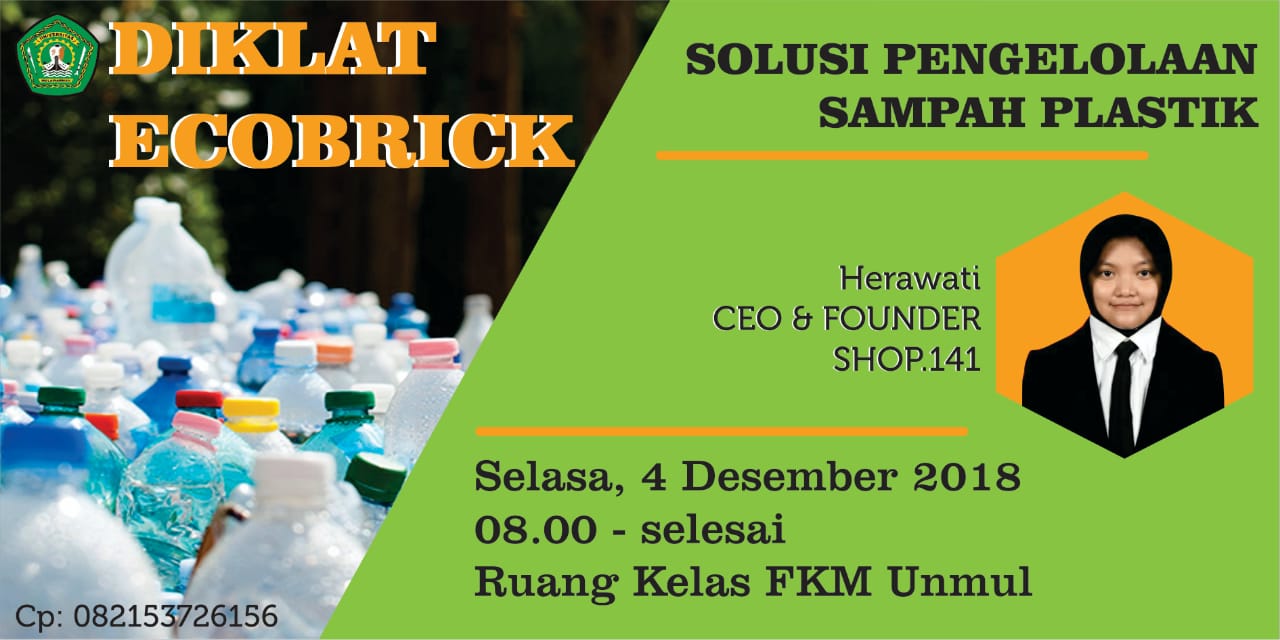 DIKLAT
ECOBRICK
SOLUSI PENGELOLAAN
SAMPAH PLASTIK
Herawati
CEO & FOUNDER
SHOP.141
Selasa, 4 Desember 2018
08.00 - selesai
Ruang Kelas FKM Unmul
Cp: 082153726156